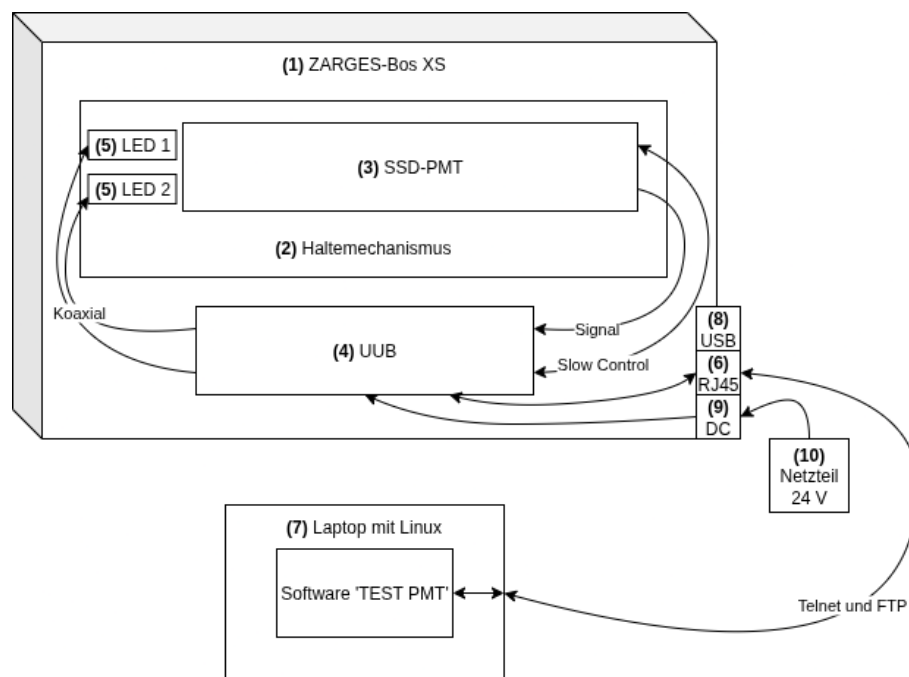 (1) ZARGES-Bos XS
(5) LED 1
(3) SSD-PMT
(5) LED 2
(2) Haltemechanismus
Koaxial
(4) UUB
Signal
Slow Control
(8)
USB
(6)
RJ45
(9)
DC
(10)
Netzteil
24 V
(7) Laptop mit Linux
Software 'TEST PMT'
Telnet und FTP